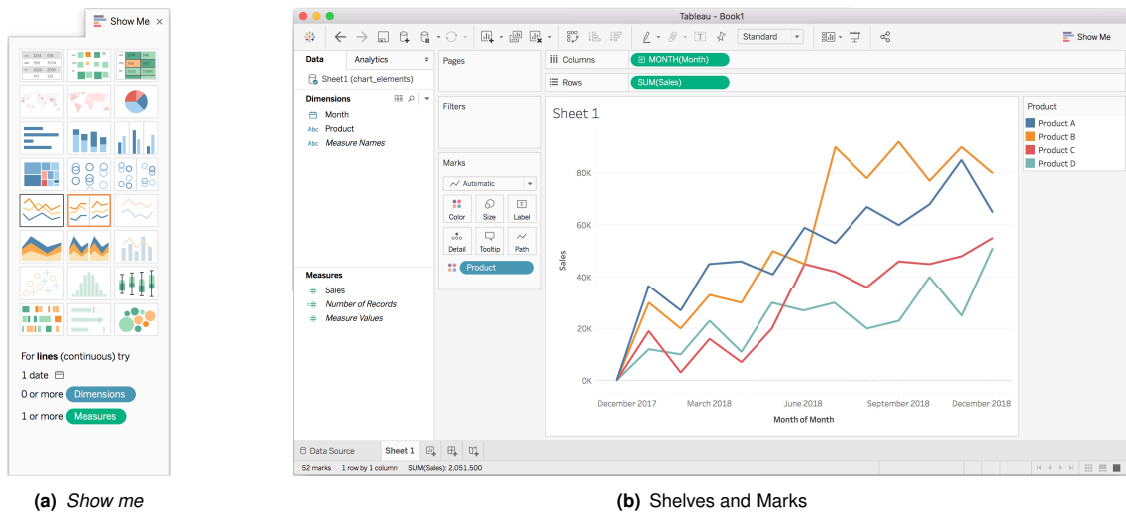 Show Me ×
For lines (continuous) try
1 date
0 or more Dimensions
1 or more Measures
(a) Show me
Tableau - Book1
Standard
Show Me
Data
Analytics
Sheet1 (chart_elements)
Dimensions
Month
Abc Product
Abc Measure Names
Measures
Sales
Number of Records
Measure Values
Pages
Filters
Marks
Automatic
Color Size Label
Detail Tooltip Path
Product
Columns MONTH(Month)
Rows SUM(Sales)
Sheet 1
80K
60K
40K
20K
0K
Sales
December 2017 March 2018 June 2018 September 2018 December 2018
Month of Month
Product
Product A
Product B
Product C
Product D
Data Source Sheet 1
52 marks 1 row by 1 column SUM(Sales): 2,051,500
(b) Shelves and Marks